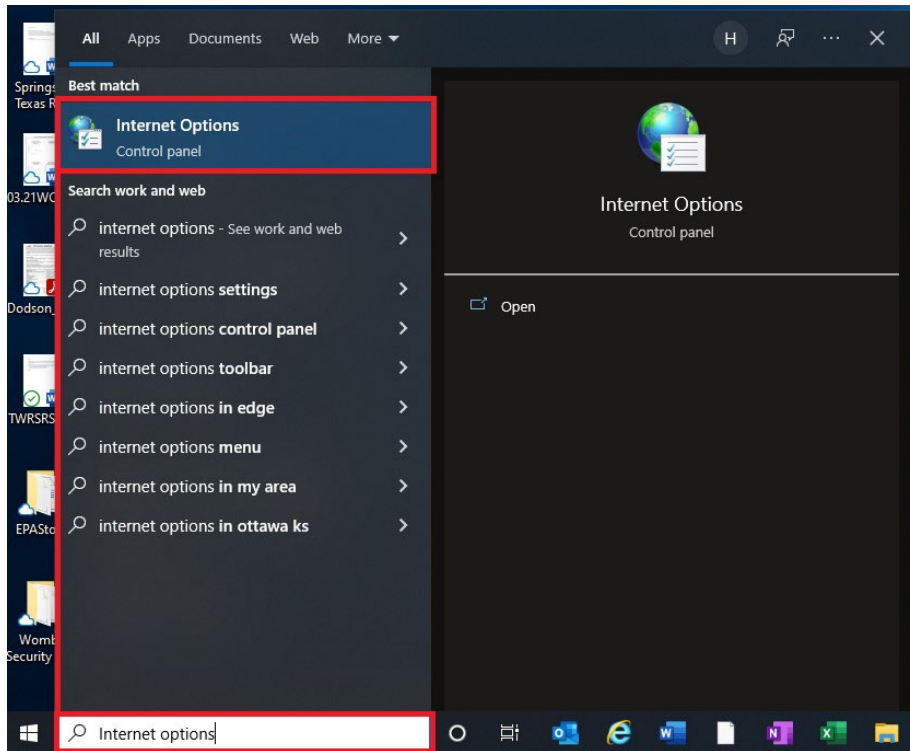 All Apps Documents Web More
H
Best match
Internet Options
Control panel
Search work and web
internet options - See work and web
results
internet options settings
internet options control panel
internet options toolbar
internet options in edge
internet options menu
internet options in my area
internet options in ottawa ks
Internet Options
Control panel
Open
Springs
Texas R
03.21WC
Dodson_
TWRSRS
EPASto
Womb
Security
Internet options